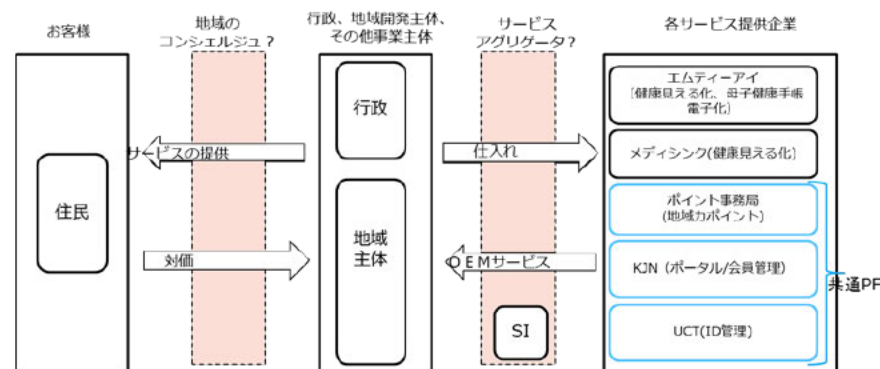 お客様
地域の
コンシェルジュ？
行政、地域開発主体、
その他事業主体
サービス
アグリゲータ？
各サービス提供企業
住民
サービスの提供
対価
行政
地域
主体
仕入れ
OEMサービス
SI
エムティーアイ
(健康見える化、母子健康手帳
電子化)
メディシンク(健康見える化)
ポイント事務局
(地域力ポイント)
KJN（ポータル/会員管理）
UCT(ID管理)
共通PF